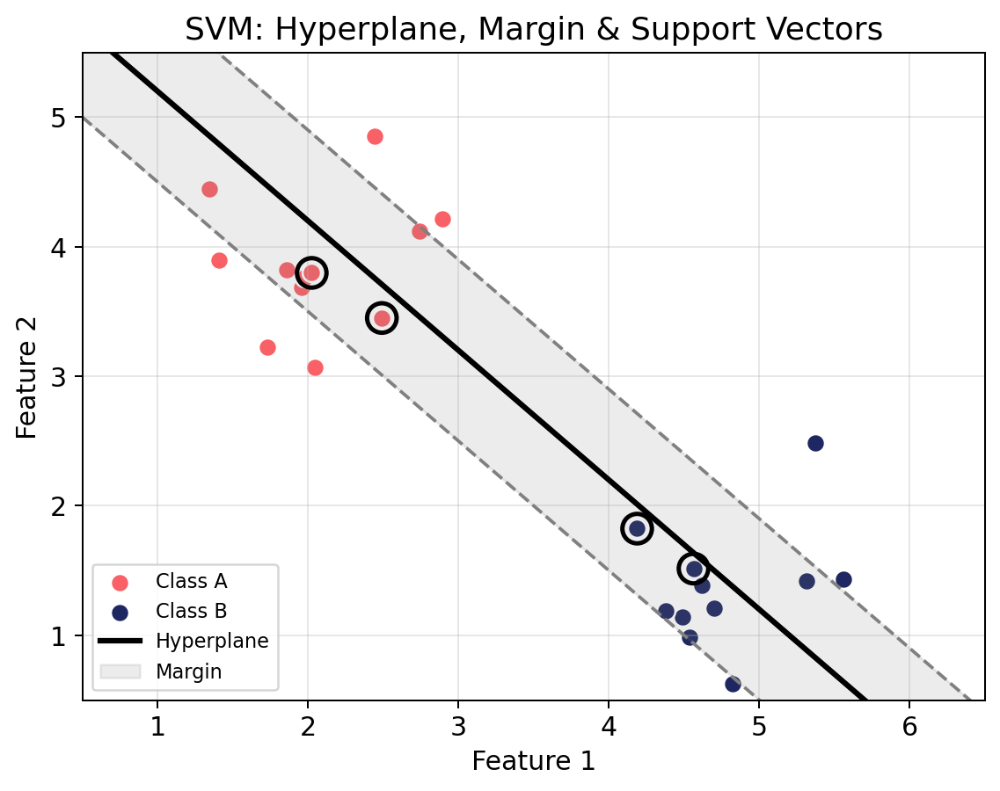 SVM: Hyperplane, Margin & Support Vectors
5
4
3
2
1
Feature 2
Class A
Class B
Hyperplane
Margin
1 2 3 4 5 6
Feature 1